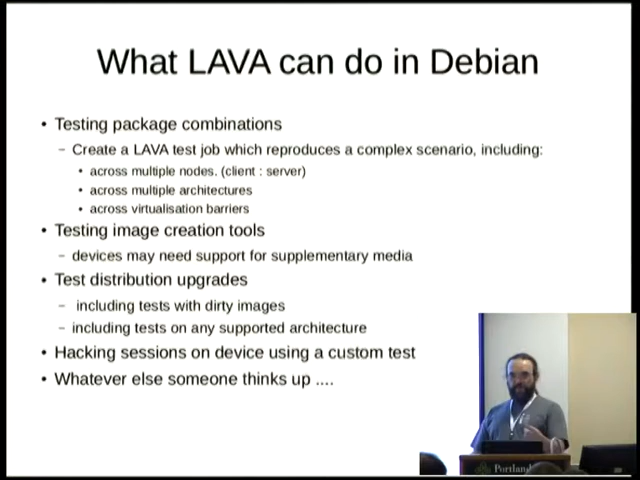 What LAVA can do in Debian
• Testing package combinations
– Create a LAVA test job which reproduces a complex scenario, including:
• across multiple nodes. (client : server)
• across multiple architectures
• across virtualisation barriers
• Testing image creation tools
– devices may need support for supplementary media
• Test distribution upgrades
– including tests with dirty images
– including tests on any supported architecture
• Hacking sessions on device using a custom test
• Whatever else someone thinks up ....
Portland